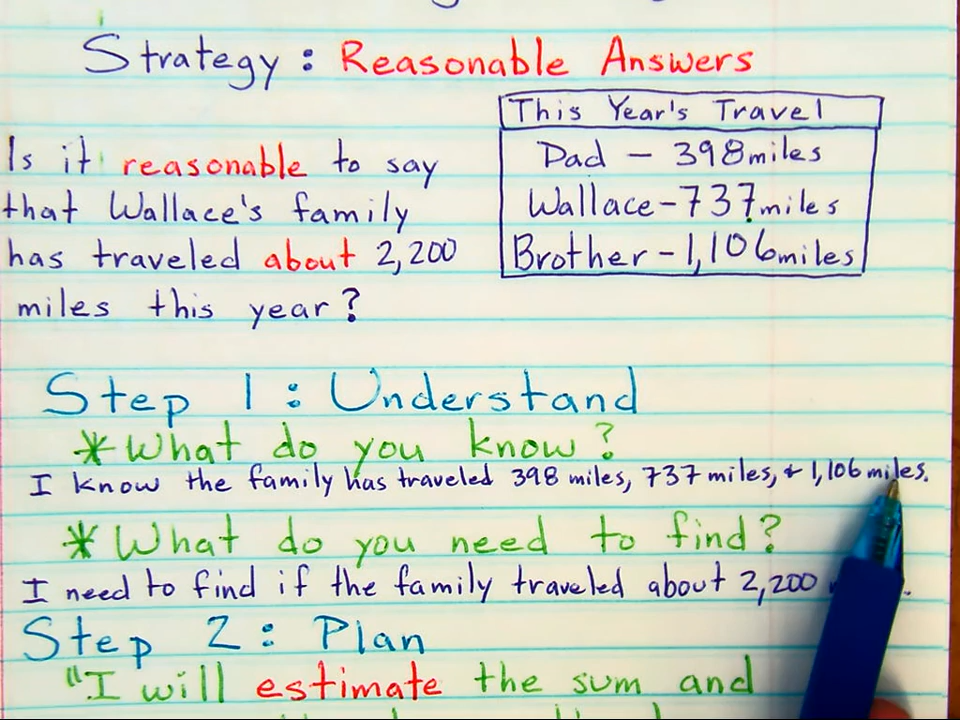 Strategy: Reasonable Answers
This Year's Travel
Dad - 398 miles
Wallace - 737 miles
Brother - 1,106 miles
Is it reasonable to say
that Wallace's family
has traveled about 2,200
miles this year?
Step 1: Understand
*What do you know?
I know the family has traveled 398 miles, 737 miles, & 1,106 miles.
*What do you need to find?
I need to find if the family traveled about 2,200
Step 2: Plan
"I will estimate the sum and